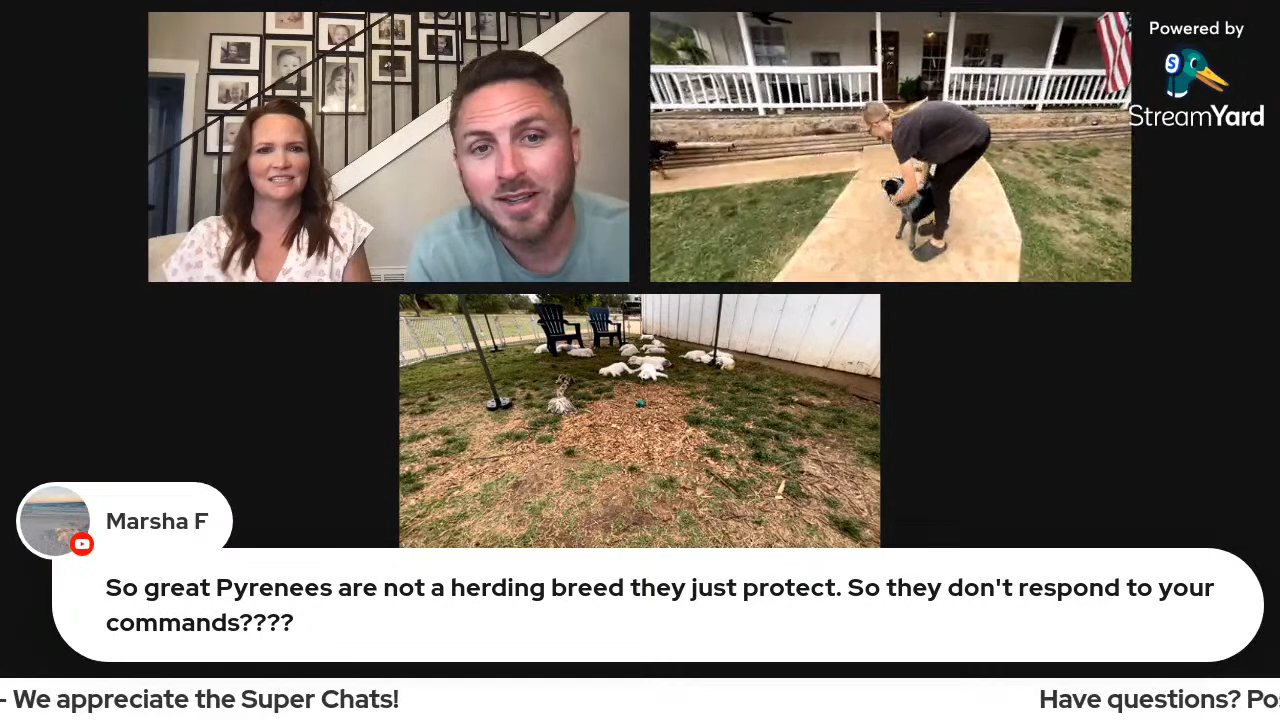 Powered by
S
StreamYard
Marsha F
So great Pyrenees are not a herding breed they just protect. So they don't respond to your
commands????
- We appreciate the Super Chats!
Have questions? Po